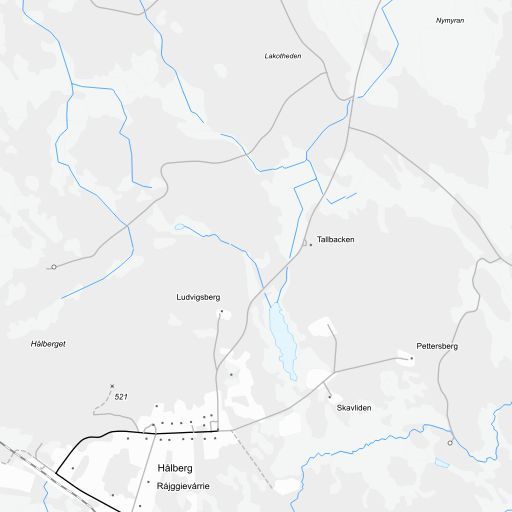 Nymyran
Lakotheden
Tallbacken
Ludvigsberg
Hålberget
Pettersberg
521
Skavliden
Hålberg
Rájggievárrie